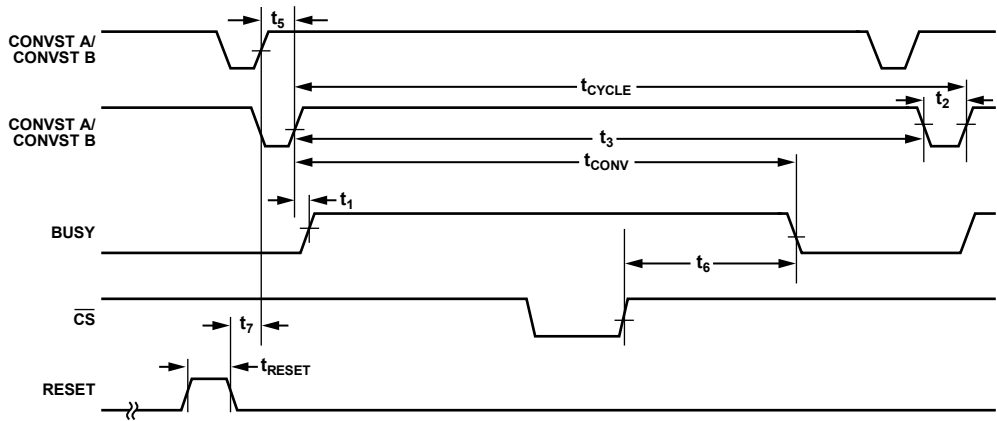 t5
CONVST A/
CONVST B
tCYCLE
t2
CONVST A/
CONVST B
t3
tCONV
t1
BUSY
t6
CS
t7
tRESET
RESET